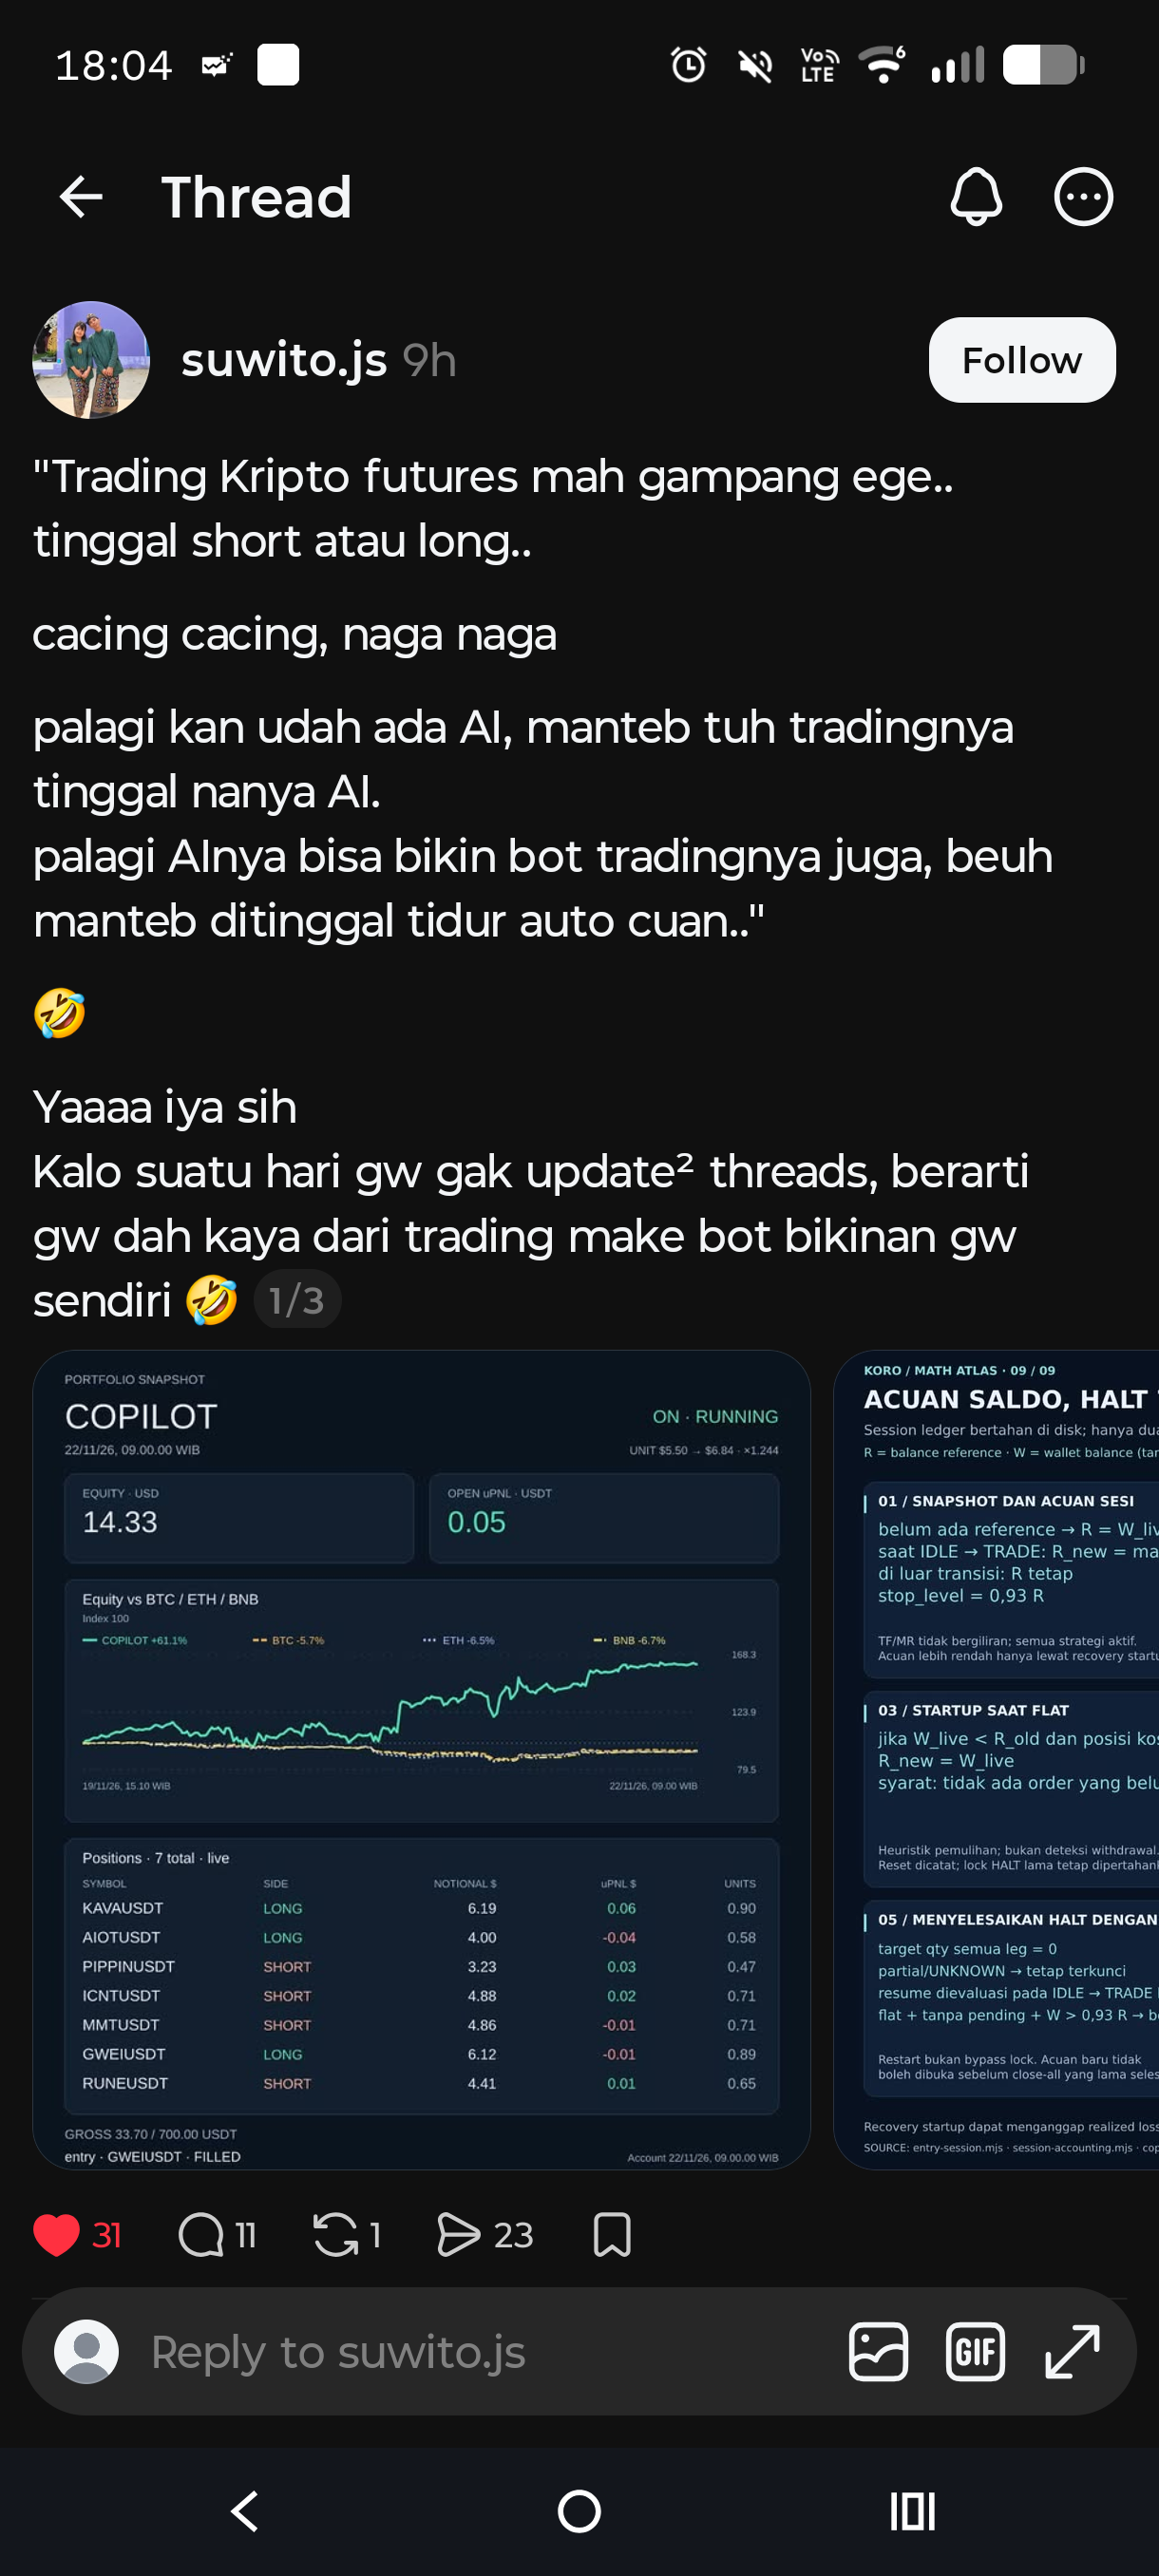 18:04
Vo LTE
6
Thread
suwito.js 9h
Follow
"Trading Kripto futures mah gampang ege..
tinggal short atau long..
cacing cacing, naga naga
palagi kan udah ada AI, manteb tuh tradingnya
tinggal nanya AI.
palagi AInya bisa bikin bot tradingnya juga, beuh
manteb ditinggal tidur auto cuan.."
🤣
Yaaaa iya sih
Kalo suatu hari gw gak update² threads, berarti
gw dah kaya dari trading make bot bikinan gw
sendiri 🤣 1/3
PORTFOLIO SNAPSHOT
COPILOT
ON · RUNNING
22/11/26, 09.00.00 WIB
UNIT $5.50 → $6.84 · ×1.244
EQUITY · USD
14.33
OPEN uPNL · USDT
0.05
Equity vs BTC / ETH / BNB
Index 100
COPILOT +61.1% BTC -5.7% ETH -6.5% BNB -6.7%
168.3
123.9
79.5
19/11/26, 15.10 WIB 22/11/26, 09.00 WIB
Positions · 7 total · live
SYMBOL SIDE NOTIONAL $ uPNL $ UNITS
KAVAUSDT LONG 6.19 0.06 0.90
AIOTUSDT LONG 4.00 -0.04 0.58
PIPPINUSDT SHORT 3.23 0.03 0.47
ICNTUSDT SHORT 4.88 0.02 0.71
MMTUSDT SHORT 4.86 -0.01 0.71
GWEIUSDT LONG 6.12 -0.01 0.89
RUNEUSDT SHORT 4.41 0.01 0.65
GROSS 33.70 / 700.00 USDT
entry · GWEIUSDT · FILLED
Account 22/11/26, 09.00.00 WIB
KORO / MATH ATLAS · 09 / 09
ACUAN SALDO, HALT
Session ledger bertahan di disk; hanya
R = balance reference · W = wallet balance
01 / SNAPSHOT DAN ACUAN SESI
belum ada reference → R =
saat IDLE → TRADE: R_new =
di luar transisi: R tetap
stop_level = 0,93 R
TF/MR tidak bergiliran; semua strategi aktif.
Acuan lebih rendah hanya lewat recovery
03 / STARTUP SAAT FLAT
jika W_live < R_old dan posisi
R_new = W_live
syarat: tidak ada order yang
Heuristik pemulihan; bukan deteksi withdrawal.
Reset dicatat; lock HALT lama tetap
05 / MENYELESAIKAN HALT DENGAN
target qty semua leg = 0
partial/UNKNOWN → tetap terkunci
resume dievaluasi pada IDLE → TRADE
flat + tanpa pending + W > 0,93 R →
Restart bukan bypass lock. Acuan baru tidak
boleh dibuka sebelum close-all yang lama
Recovery startup dapat menganggap realized
SOURCE: entry-session.mjs · session-accounting.mjs ·
31 11 1 23
Reply to suwito.js
GIF